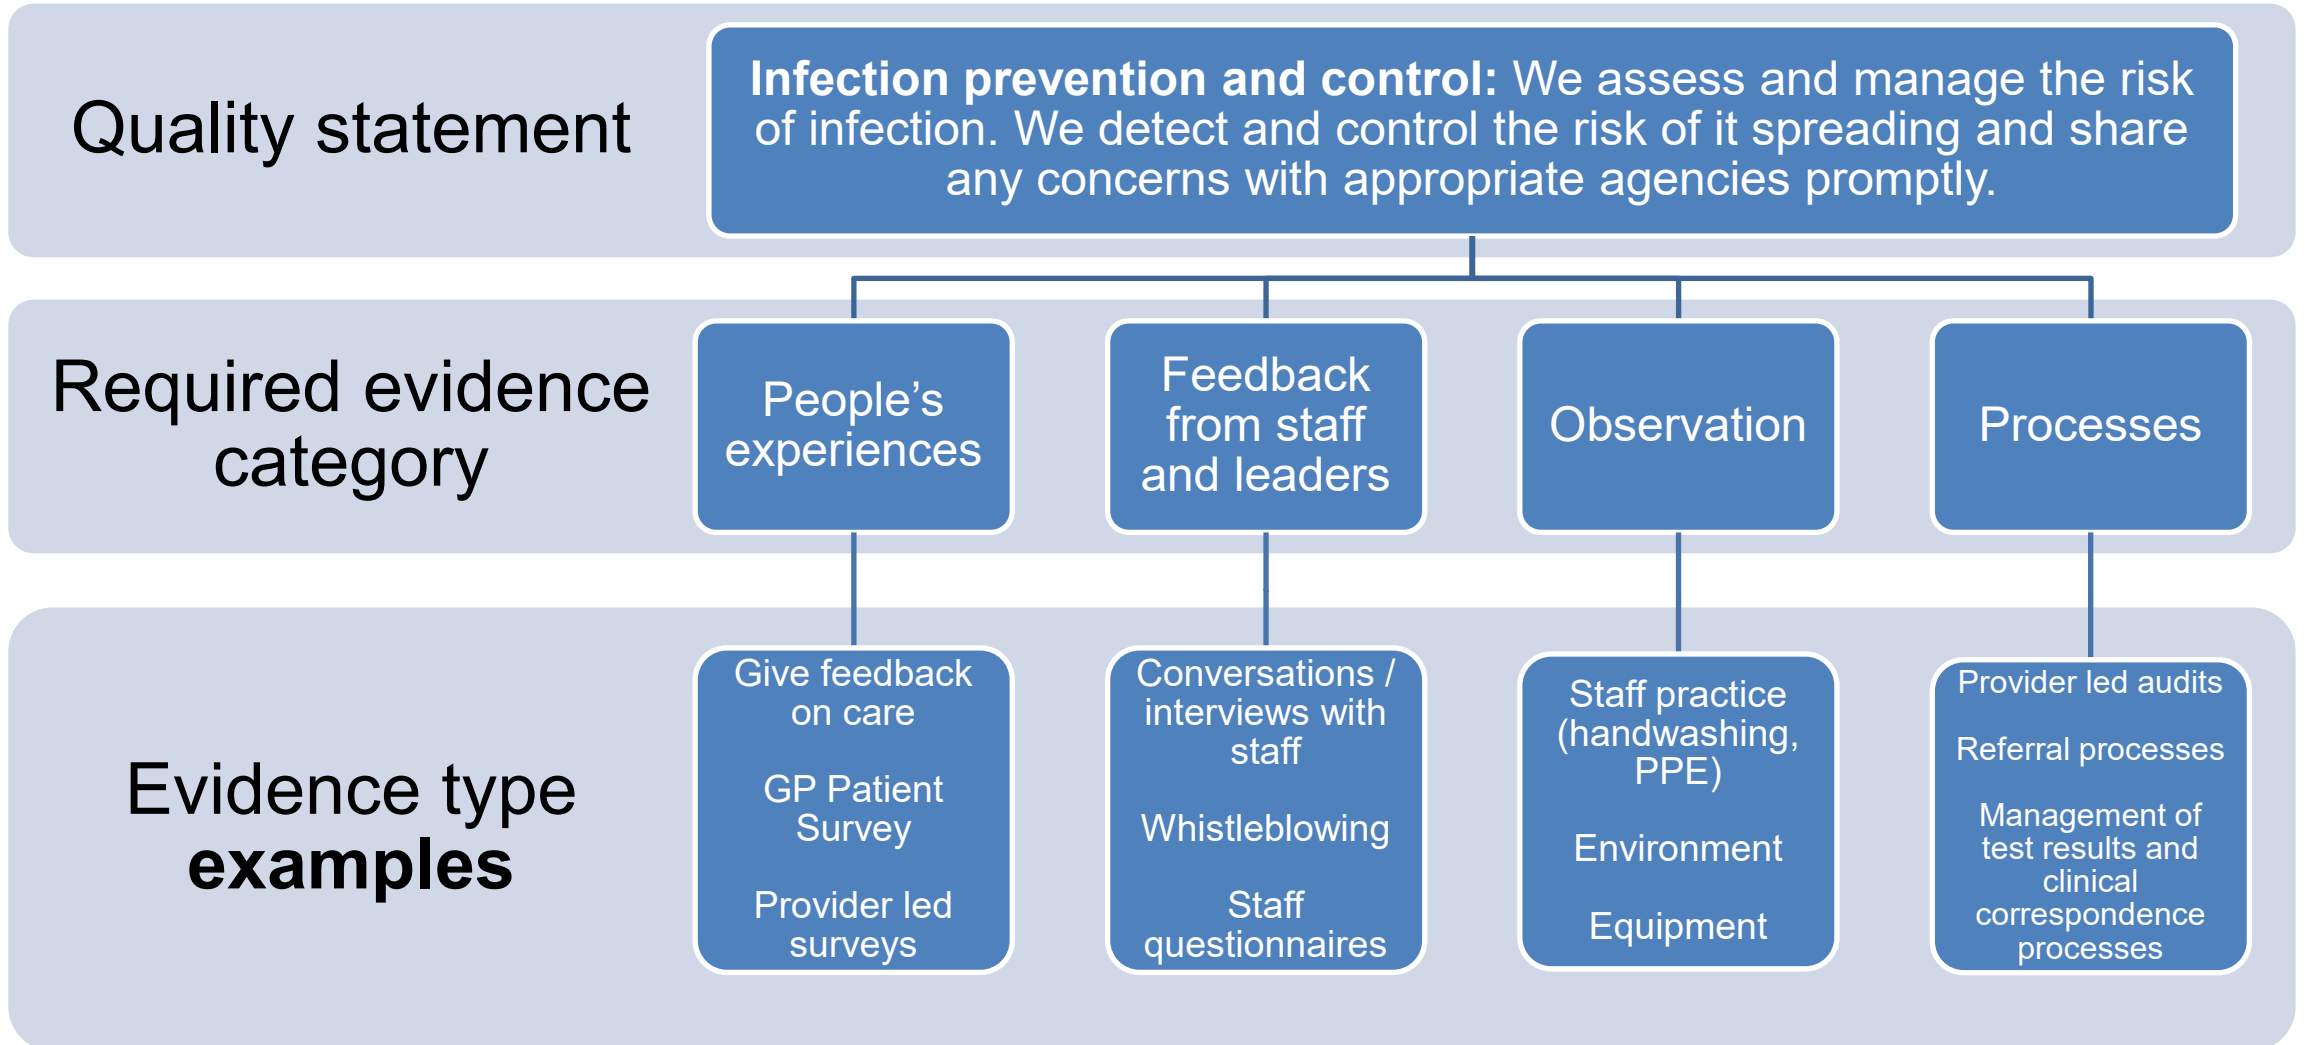 Quality statement
Infection prevention and control: We assess and manage the risk
of infection. We detect and control the risk of it spreading and share
any concerns with appropriate agencies promptly.
Required evidence
category
People’s
experiences
Feedback
from staff
and leaders
Observation
Processes
Evidence type
examples
Give feedback
on care
GP Patient
Survey
Provider led
surveys
Conversations /
interviews with
staff
Whistleblowing
Staff
questionnaires
Staff practice
(handwashing,
PPE)
Environment
Equipment
Provider led audits
Referral processes
Management of
test results and
clinical
correspondence
processes